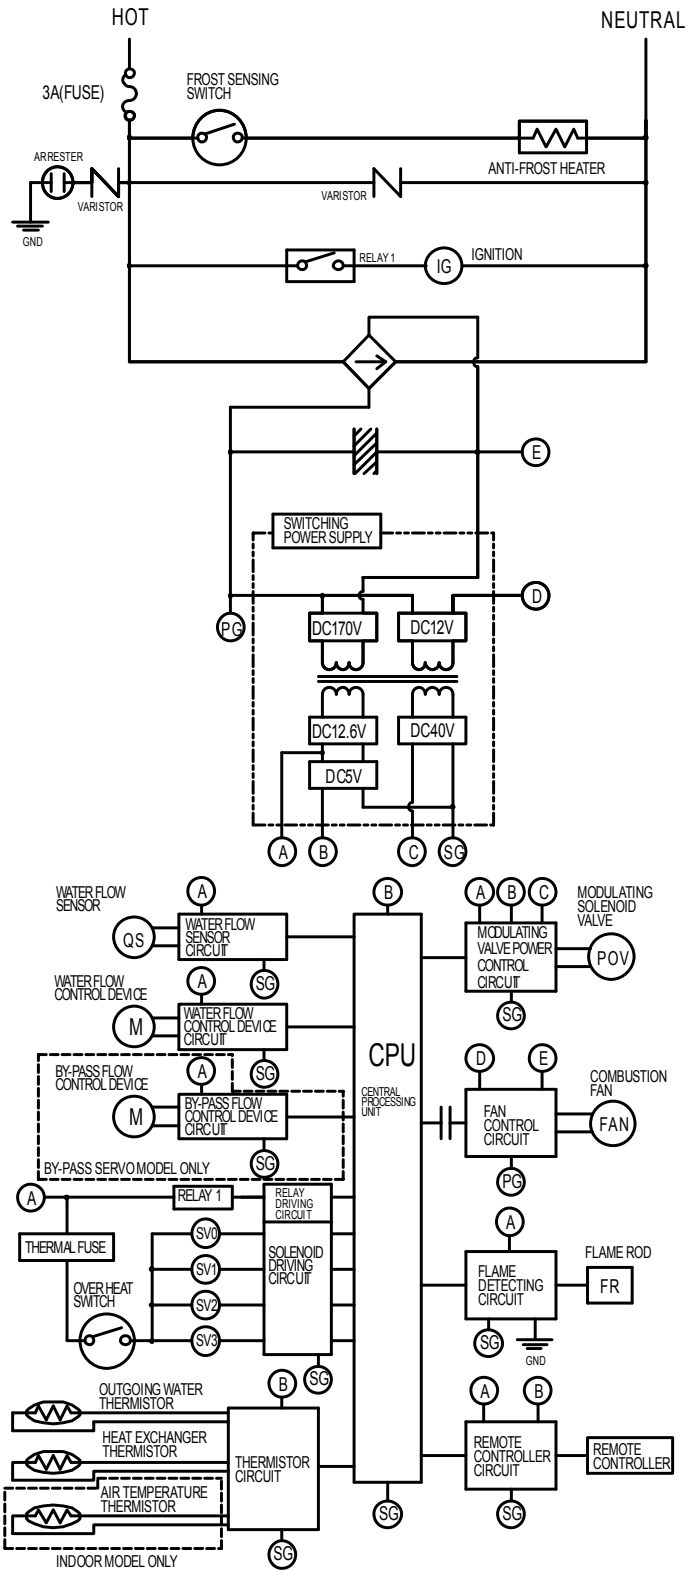 HOT
NEUTRAL
3A(FUSE)
FROST SENSING
SWITCH
ARRESTER
VARISTOR
GND
VARISTOR
ANTI-FROST HEATER
RELAY 1
IG
IGNITION
E
SWITCHING
POWER SUPPLY
PG
DC170V
DC12V
D
DC12.6V
DC40V
DC5V
A
B
C
SG
WATER FLOW
SENSOR
QS
A
WATER FLOW
SENSOR
CIRCUIT
SG
WATER FLOW
CONTROL DEVICE
M
A
WATER FLOW
CONTROL DEVICE
CIRCUIT
SG
BY-PASS FLOW
CONTROL DEVICE
M
A
BY-PASS FLOW
CONTROL DEVICE
CIRCUIT
SG
BY-PASS SERVO MODEL ONLY
B
CPU
CENTRAL
PROCESSING
UNIT
SG
A
B
C
MODULATING
VALVE POWER
CONTROL
CIRCUIT
SG
MODULATING
SOLENOID
VALVE
POV
D
E
FAN
CONTROL
CIRCUIT
PG
COMBUSTION
FAN
FAN
A
RELAY 1
RELAY
DRIVING
CIRCUIT
THERMAL FUSE
OVER HEAT
SWITCH
SV0
SV1
SV2
SV3
SOLENOID
DRIVING
CIRCUIT
SG
A
FLAME
DETECTING
CIRCUIT
SG
GND
FLAME ROD
FR
OUTGOING WATER
THERMISTOR
HEAT EXCHANGER
THERMISTOR
AIR TEMPERATURE
THERMISTOR
INDOOR MODEL ONLY
B
THERMISTOR
CIRCUIT
SG
A
B
REMOTE
CONTROLLER
CIRCUIT
SG
REMOTE
CONTROLLER